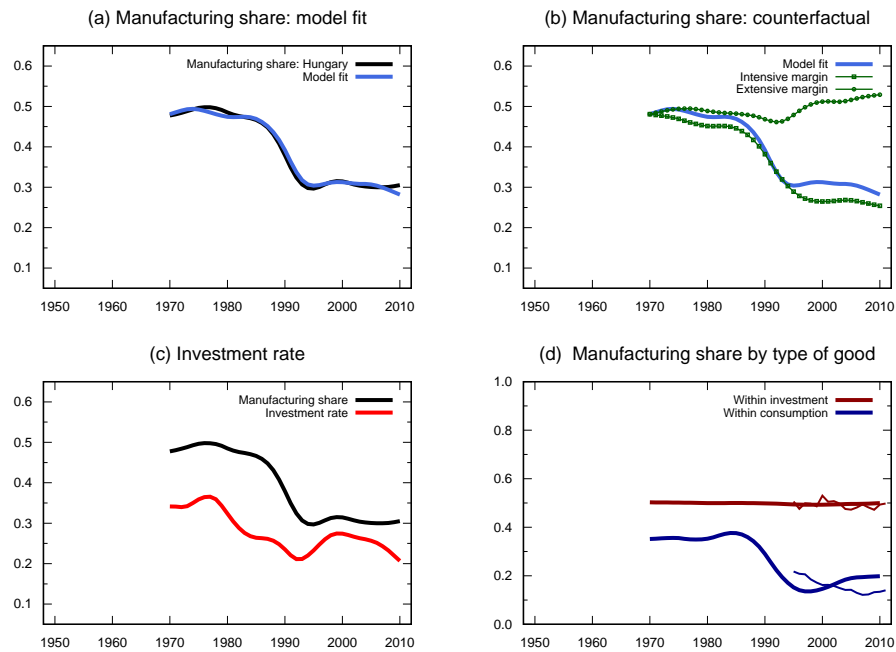 (a) Manufacturing share: model fit
0.6
0.5
0.4
0.3
0.2
0.1
1950 1960 1970 1980 1990 2000 2010
Manufacturing share: Hungary
Model fit
(b) Manufacturing share: counterfactual
0.6
0.5
0.4
0.3
0.2
0.1
1950 1960 1970 1980 1990 2000 2010
Model fit
Intensive margin
Extensive margin
(c) Investment rate
0.6
0.5
0.4
0.3
0.2
0.1
1950 1960 1970 1980 1990 2000 2010
Manufacturing share
Investment rate
(d) Manufacturing share by type of good
1.0
0.8
0.6
0.4
0.2
0.0
1950 1960 1970 1980 1990 2000 2010
Within investment
Within consumption